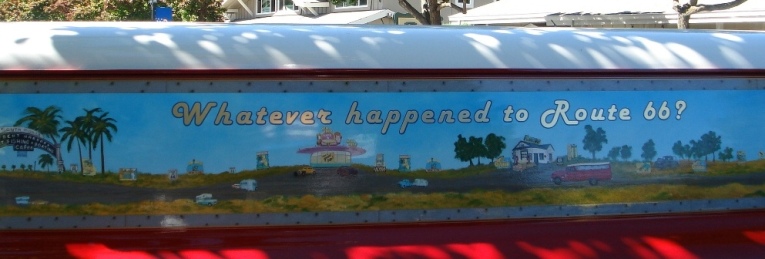 Whatever happened to Route 66?